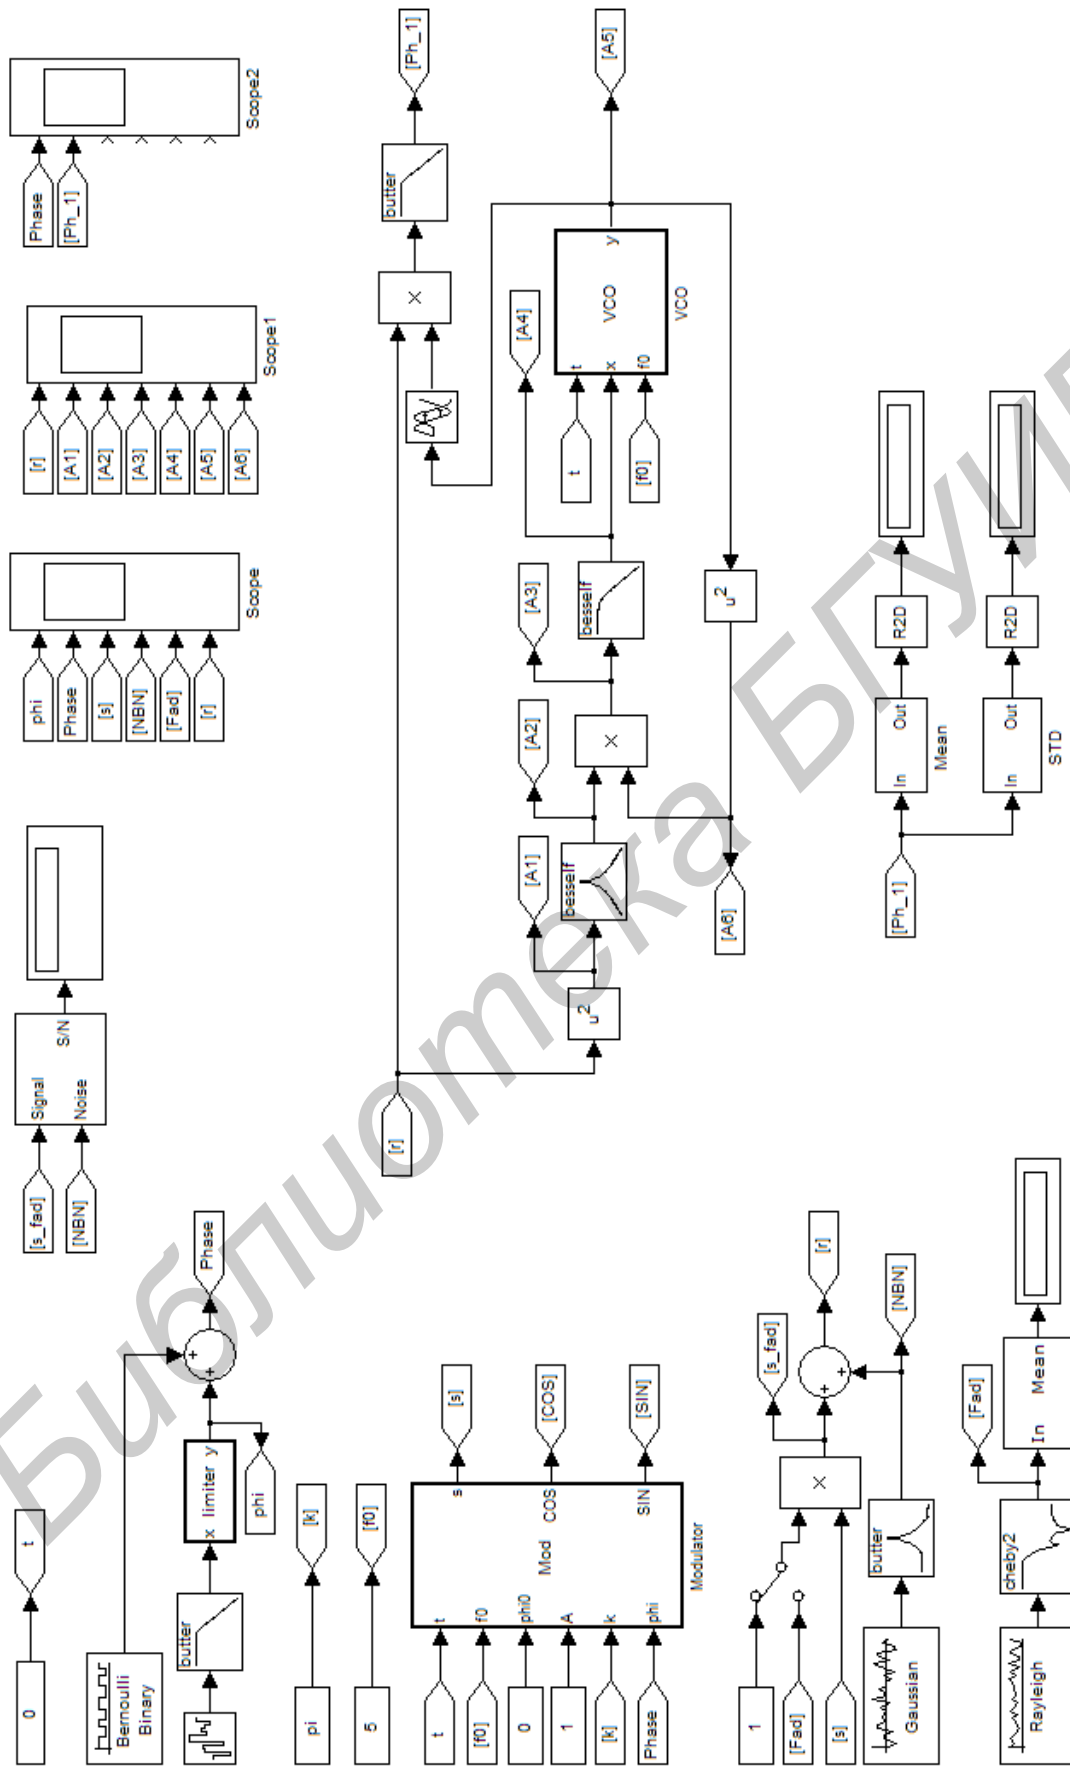 0
t
Bernoulli
Binary
butter
x limiter y
phi
Phase
pi
[k]
5
[f0]
t
[f0]
0
1
[k]
Phase
t
f0
phi0
A
k
phi
Mod
s
COS
SIN
Modulator
[s]
[COS]
[SIN]
1
[Fad]
[s]
Gaussian
butter
×
[s_fad]
[r]
[NBN]
Rayleigh
cheby2
[Fad]
In Mean
[s_fad]
[NBN]
Signal
Noise
S/N
phi
Phase
[s]
[NBN]
[Fad]
[r]
Scope
[r]
[A1]
[A2]
[A3]
[A4]
[A5]
[A6]
Scope1
Phase
[Ph_1]
Scope2
[r]
u²
[A1]
besself
[A2]
×
[A3]
besself
[A4]
t
[f0]
t
x
f0
VCO
y
VCO
[A5]
×
butter
[Ph_1]
u²
[A6]
[Ph_1]
In Out
Mean
R2D
In Out
STD
R2D
Библиотека БГУИ